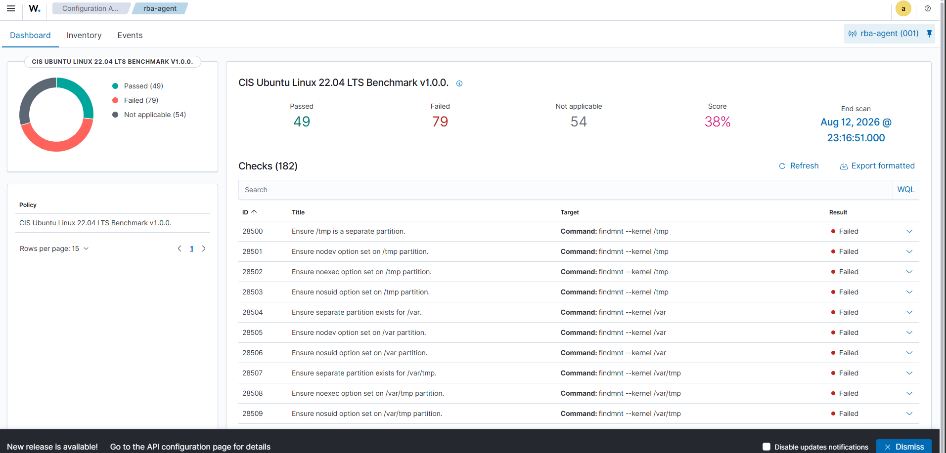 W. Configuration A... rba-agent a
Dashboard Inventory Events rba-agent (001)
CIS UBUNTU LINUX 22.04 LTS BENCHMARK V1.0.0.
Passed (49)
Failed (79)
Not applicable (54)
Policy
CIS Ubuntu Linux 22.04 LTS Benchmark v1.0.0.
Rows per page: 15 < 1 >
CIS Ubuntu Linux 22.04 LTS Benchmark v1.0.0.
Passed Failed Not applicable Score End scan
49 79 54 38% Aug 12, 2026 @
23:16:51.000
Checks (182) Refresh Export formatted
Search WQL
ID Title Target Result
28500 Ensure /tmp is a separate partition. Command: findmnt --kernel /tmp Failed
28501 Ensure nodev option set on /tmp partition. Command: findmnt --kernel /tmp Failed
28502 Ensure noexec option set on /tmp partition. Command: findmnt --kernel /tmp Failed
28503 Ensure nosuid option set on /tmp partition. Command: findmnt --kernel /tmp Failed
28504 Ensure separate partition exists for /var. Command: findmnt --kernel /var Failed
28505 Ensure nodev option set on /var partition. Command: findmnt --kernel /var Failed
28506 Ensure nosuid option set on /var partition. Command: findmnt --kernel /var Failed
28507 Ensure separate partition exists for /var/tmp. Command: findmnt --kernel /var/tmp Failed
28508 Ensure noexec option set on /var/tmp partition. Command: findmnt --kernel /var/tmp Failed
28509 Ensure nosuid option set on /var/tmp partition. Command: findmnt --kernel /var/tmp Failed
New release is available! Go to the API configuration page for details Disable updates notifications × Dismiss